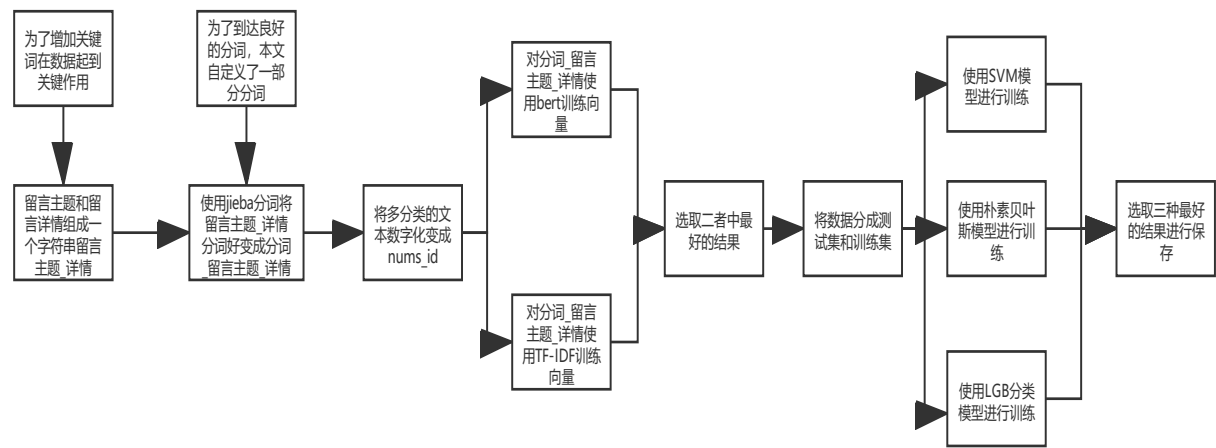 为了增加关键
词在数据起到
关键作用
为了到达良好
的分词，本文
自定义了一部
分分词
留言主题和留
言详情组成一
个字符串留言
主题_详情
使用jieba分词将
留言主题_详情
分词好变成分词
_留言主题_详情
将多分类的文
本数字化变成
nums_id
对分词_留言
主题_详情使
用bert训练向
量
对分词_留言
主题_详情使
用TF-IDF训练
向量
选取二者中最
好的结果
将数据分成测
试集和训练集
使用SVM模
型进行训练
使用朴素贝叶
斯模型进行训
练
使用LGB分类
模型进行训练
选取三种最好
的结果进行保
存